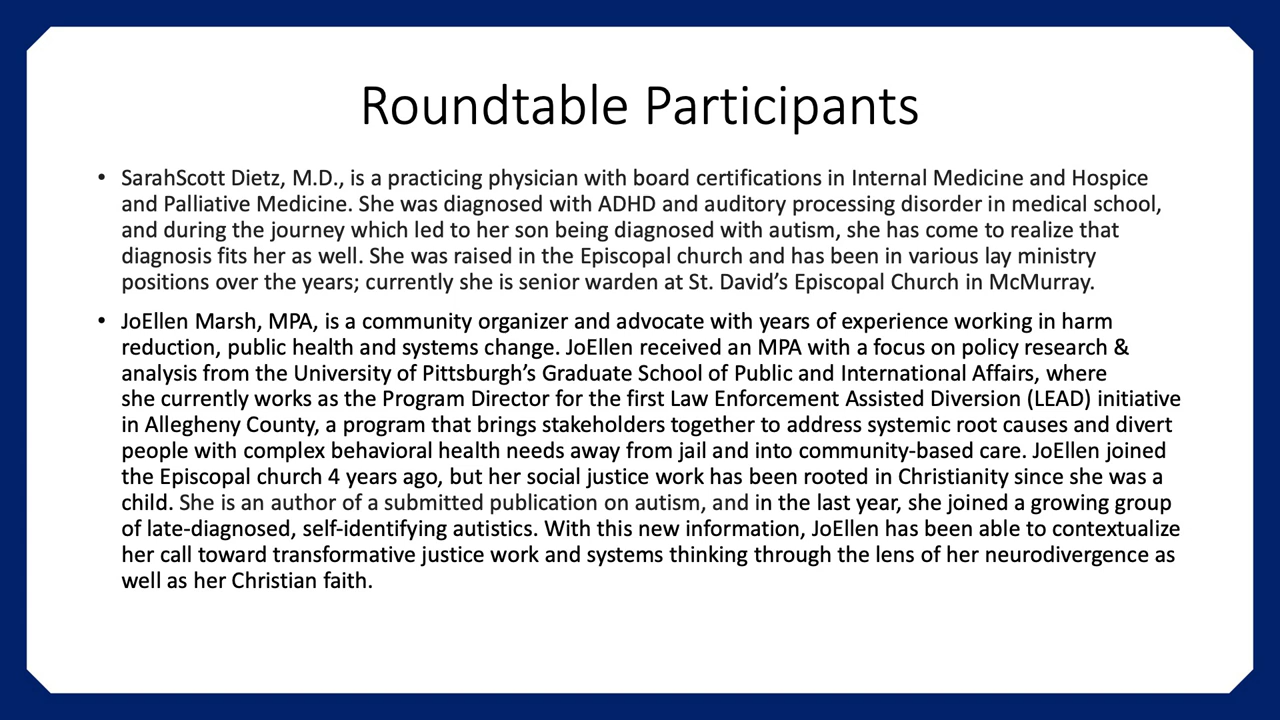 Roundtable Participants
• SarahScott Dietz, M.D., is a practicing physician with board certifications in Internal Medicine and Hospice
and Palliative Medicine. She was diagnosed with ADHD and auditory processing disorder in medical school,
and during the journey which led to her son being diagnosed with autism, she has come to realize that
diagnosis fits her as well. She was raised in the Episcopal church and has been in various lay ministry
positions over the years; currently she is senior warden at St. David’s Episcopal Church in McMurray.
• JoEllen Marsh, MPA, is a community organizer and advocate with years of experience working in harm
reduction, public health and systems change. JoEllen received an MPA with a focus on policy research &
analysis from the University of Pittsburgh’s Graduate School of Public and International Affairs, where
she currently works as the Program Director for the first Law Enforcement Assisted Diversion (LEAD) initiative
in Allegheny County, a program that brings stakeholders together to address systemic root causes and divert
people with complex behavioral health needs away from jail and into community-based care. JoEllen joined
the Episcopal church 4 years ago, but her social justice work has been rooted in Christianity since she was a
child. She is an author of a submitted publication on autism, and in the last year, she joined a growing group
of late-diagnosed, self-identifying autistics. With this new information, JoEllen has been able to contextualize
her call toward transformative justice work and systems thinking through the lens of her neurodivergence as
well as her Christian faith.